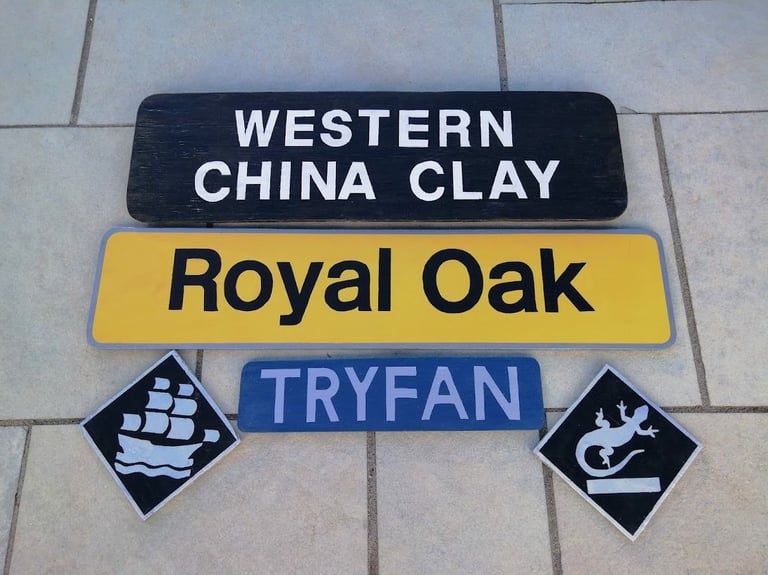 WESTERN
CHINA CLAY
Royal Oak
TRYFAN